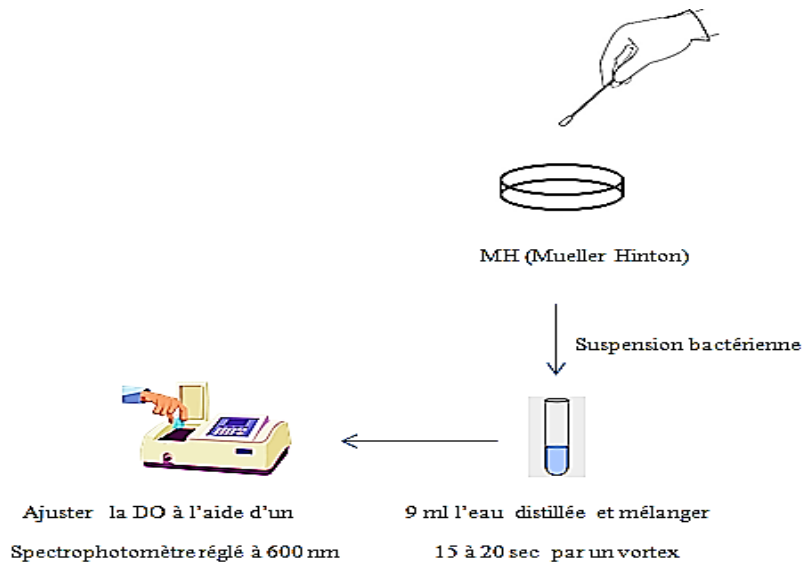 MH (Mueller Hinton)
Suspension bactérienne
9 ml l'eau distillée et mélanger
15 à 20 sec par un vortex
Ajuster la DO à l'aide d'un
Spectrophotomètre réglé à 600 nm